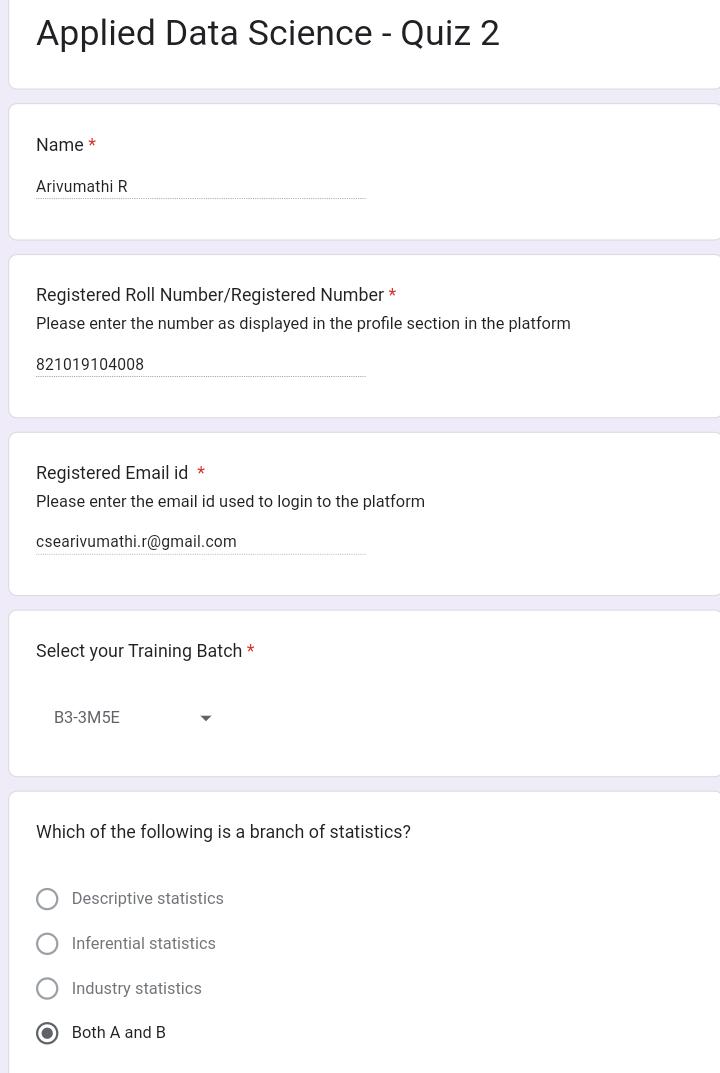 Applied Data Science - Quiz 2
Name *
Arivumathi R
Registered Roll Number/Registered Number *
Please enter the number as displayed in the profile section in the platform
821019104008
Registered Email id *
Please enter the email id used to login to the platform
csearivumathi.r@gmail.com
Select your Training Batch *
B3-3M5E
Which of the following is a branch of statistics?
Descriptive statistics
Inferential statistics
Industry statistics
Both A and B